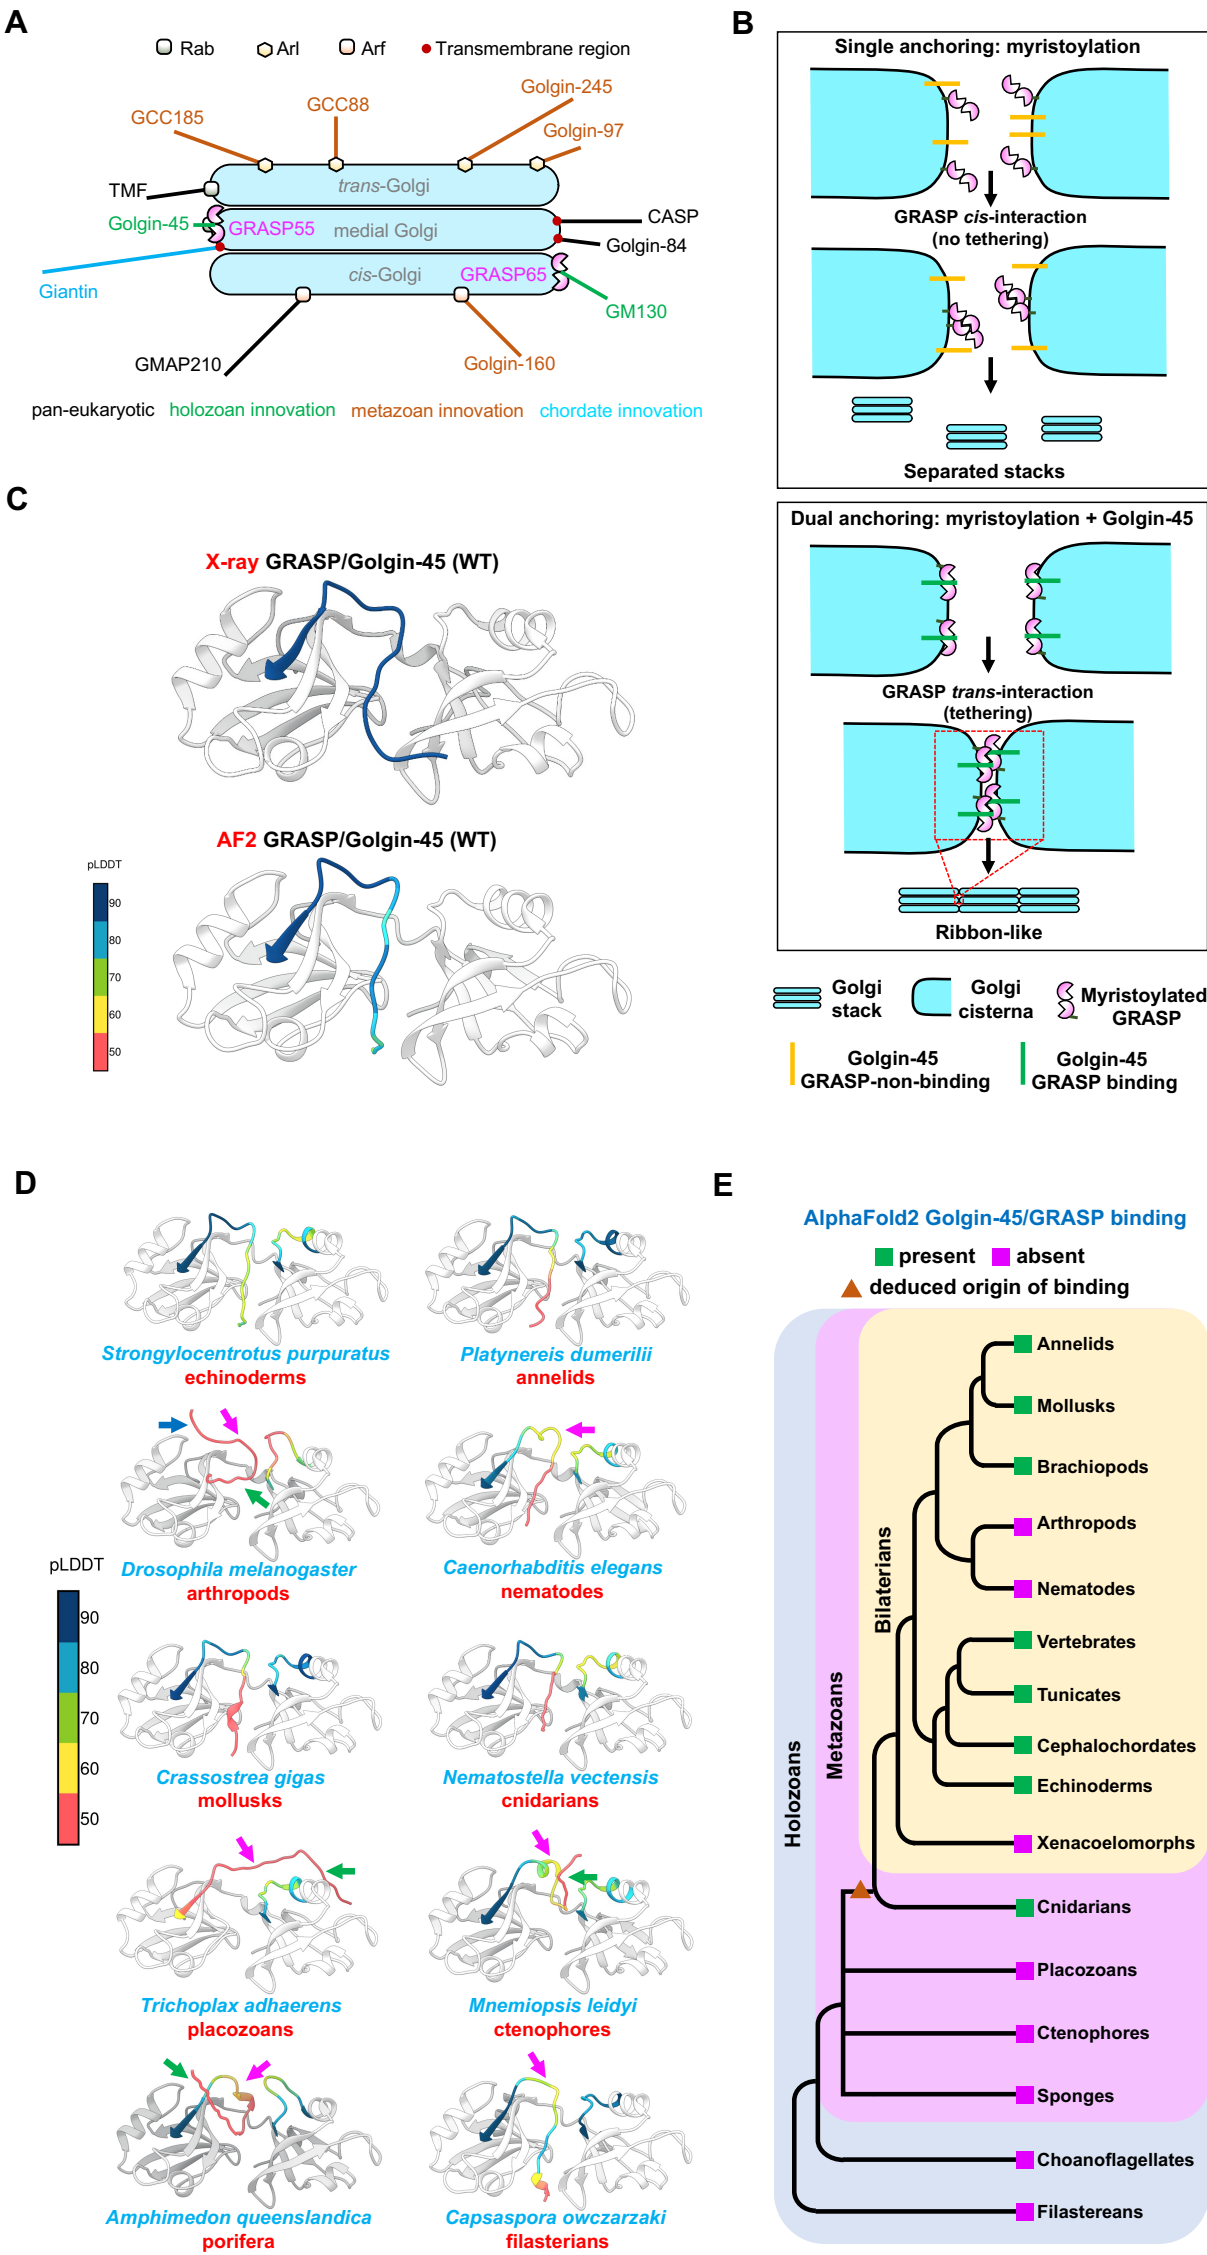 A
Rab
Arl
Arf
Transmembrane region
Golgin-245
GCC88
GCC185
Golgin-97
trans-Golgi
TMF
CASP
Golgin-45
GRASP55
medial Golgi
Golgin-84
cis-Golgi
GRASP65
Giantin
GM130
GMAP210
Golgin-160
pan-eukaryotic holozoan innovation metazoan innovation chordate innovation
B
Single anchoring: myristoylation
GRASP cis-interaction
(no tethering)
Separated stacks
Dual anchoring: myristoylation + Golgin-45
GRASP trans-interaction
(tethering)
Ribbon-like
Golgi
stack
Golgi
cisterna
Myristoylated
GRASP
Golgin-45
GRASP-non-binding
Golgin-45
GRASP binding
C
X-ray GRASP/Golgin-45 (WT)
AF2 GRASP/Golgin-45 (WT)
pLDDT
90
80
70
60
50
D
Strongylocentrotus purpuratus
echinoderms
Platynereis dumerilii
annelids
Drosophila melanogaster
arthropods
Caenorhabditis elegans
nematodes
pLDDT
90
80
70
60
50
Crassostrea gigas
mollusks
Nematostella vectensis
cnidarians
Trichoplax adhaerens
placozoans
Mnemiopsis leidyi
ctenophores
Amphimedon queenslandica
porifera
Capsaspora owczarzaki
filasterians
E
AlphaFold2 Golgin-45/GRASP binding
present
absent
deduced origin of binding
Holozoans
Metazoans
Bilaterians
Annelids
Mollusks
Brachiopods
Arthropods
Nematodes
Vertebrates
Tunicates
Cephalochordates
Echinoderms
Xenacoelomorphs
Cnidarians
Placozoans
Ctenophores
Sponges
Choanoflagellates
Filastereans